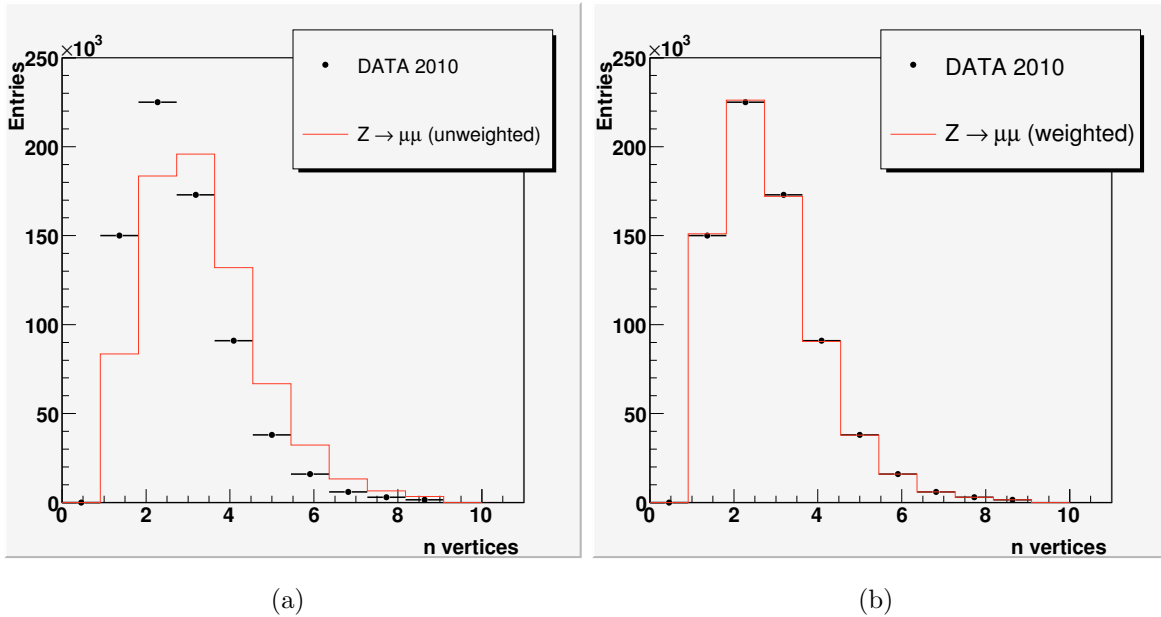 ×10³
250
200
150
100
50
0
Entries
DATA 2010
Z → μμ (unweighted)
0 2 4 6 8 10
n vertices
(a)
×10³
250
200
150
100
50
0
Entries
DATA 2010
Z → μμ (weighted)
0 2 4 6 8 10
n vertices
(b)